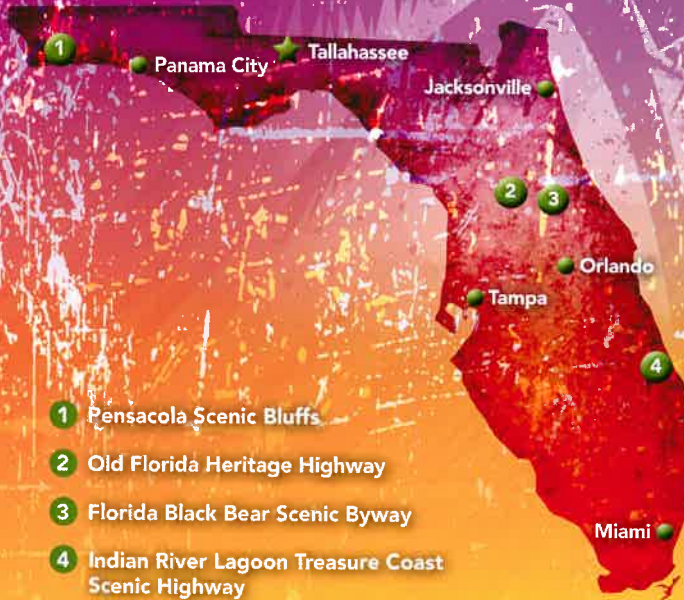 1
Panama City
Tallahassee
Jacksonville
2
3
Orlando
Tampa
4
1 Pensacola Scenic Bluffs
2 Old Florida Heritage Highway
3 Florida Black Bear Scenic Byway
Miami
4 Indian River Lagoon Treasure Coast
Scenic Highway